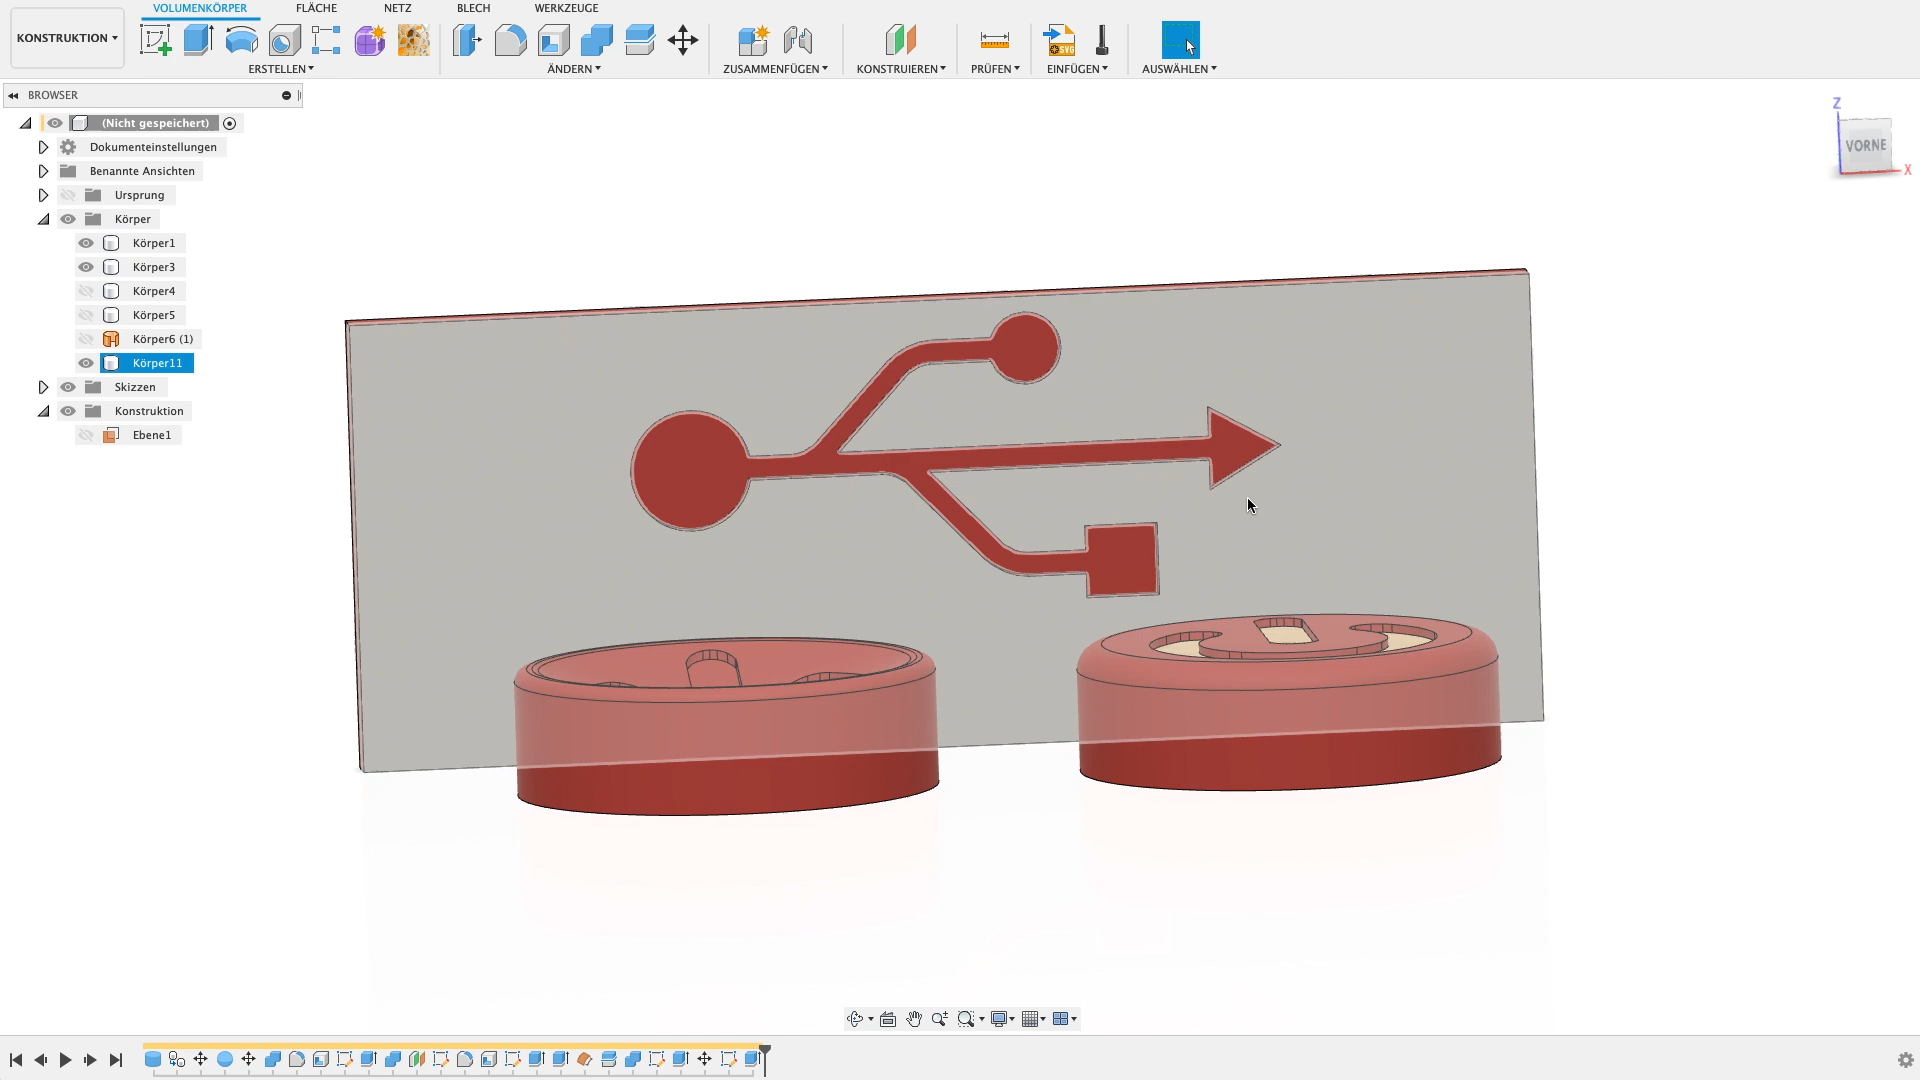 VOLUMENKÖRPER FLÄCHE NETZ BLECH WERKZEUGE
KONSTRUKTION
ERSTELLEN ÄNDERN ZUSAMMENFÜGEN KONSTRUIEREN PRÜFEN EINFÜGEN AUSWÄHLEN
SVG
BROWSER
(Nicht gespeichert)
Dokumenteinstellungen
Benannte Ansichten
Ursprung
Körper
Körper1
Körper3
Körper4
Körper5
Körper6 (1)
Körper11
Skizzen
Konstruktion
Ebene1
Z
VORNE
X